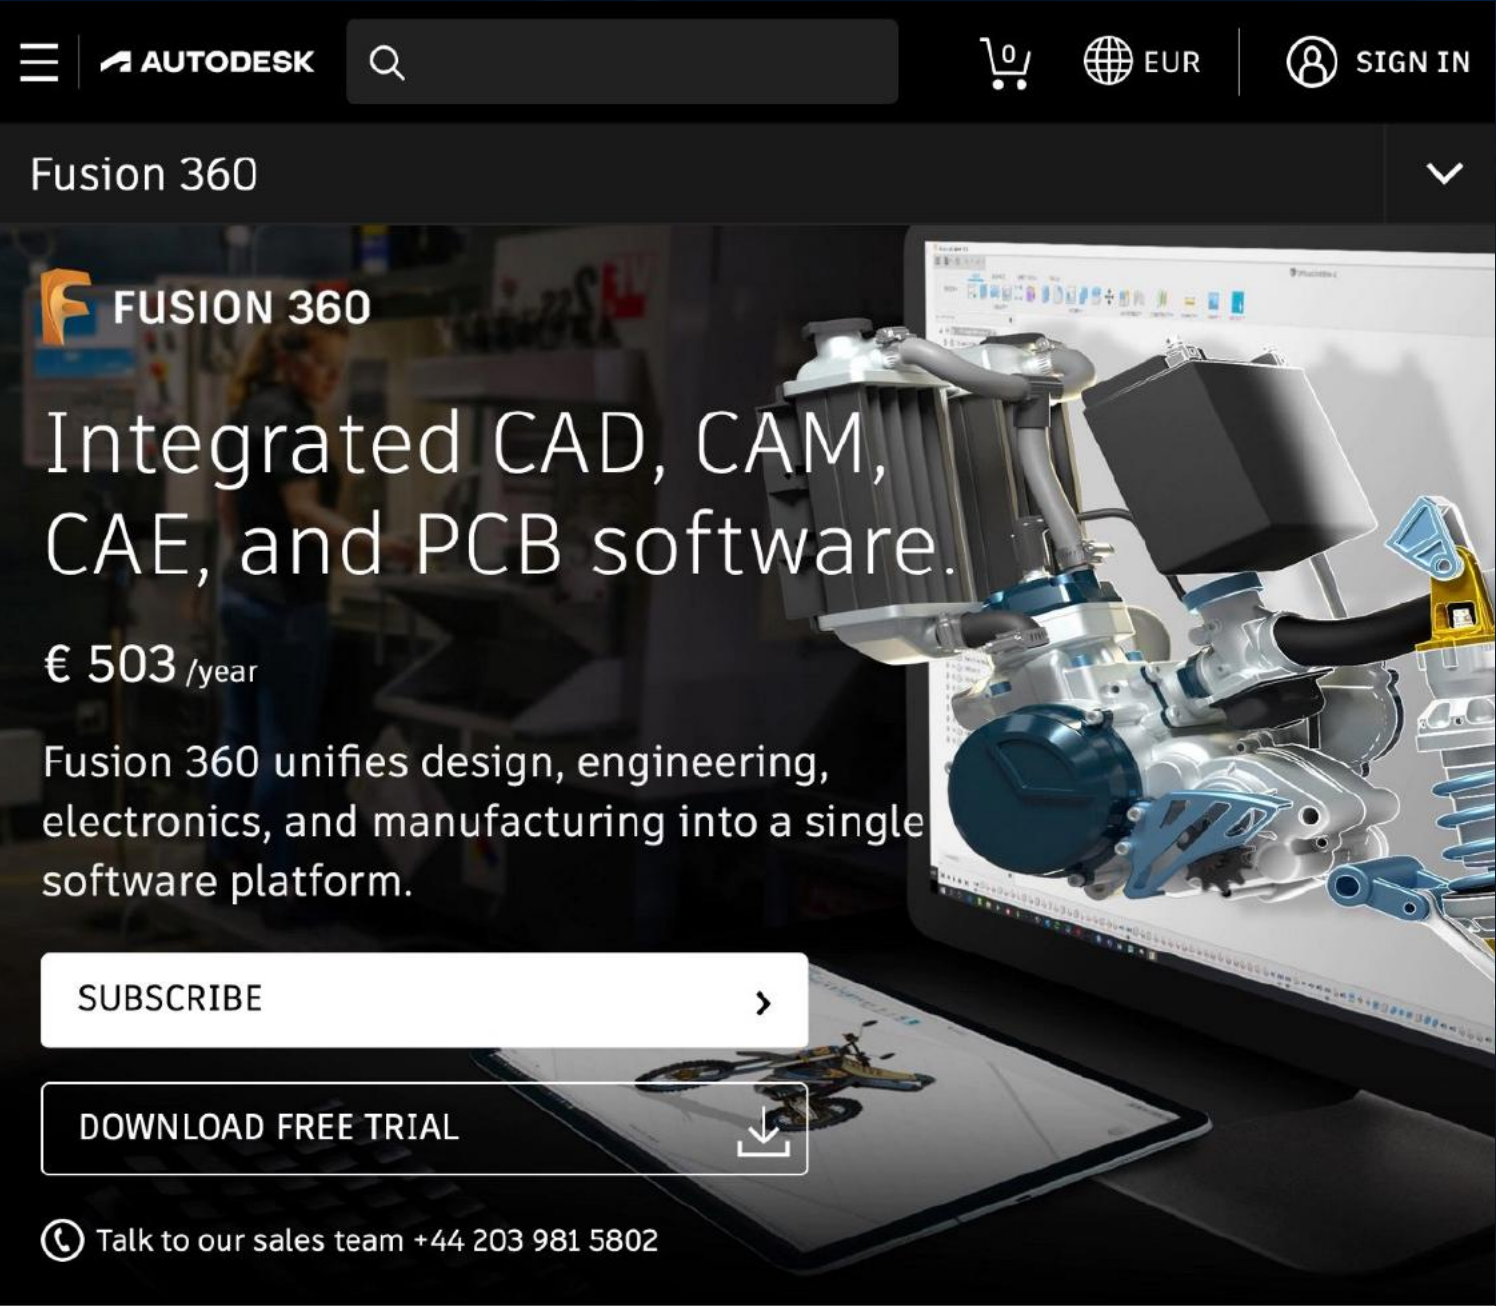 AUTODESK
0
EUR
SIGN IN
Fusion 360
FUSION 360
Integrated CAD, CAM,
CAE, and PCB software.
€ 503 /year
Fusion 360 unifies design, engineering,
electronics, and manufacturing into a single
software platform.
SUBSCRIBE
DOWNLOAD FREE TRIAL
Talk to our sales team +44 203 981 5802